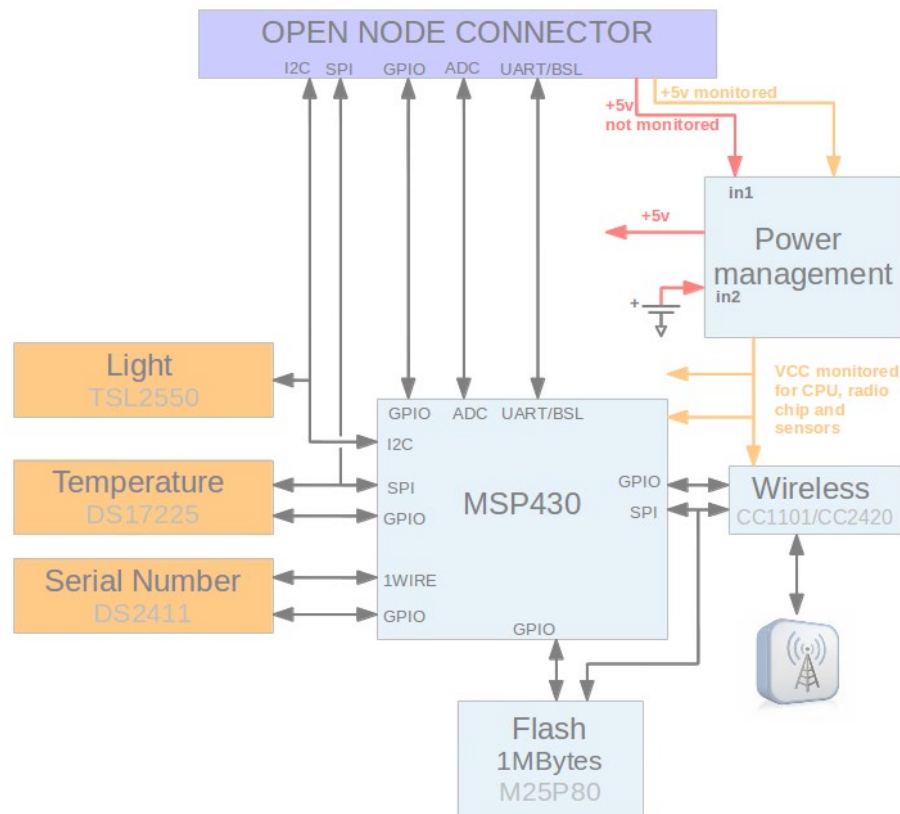 OPEN NODE CONNECTOR
I2C SPI GPIO ADC UART/BSL
+5v monitored
+5v
not monitored
in1
+5v
Power
management
in2
+
Light
TSL2550
VCC monitored
for CPU, radio
chip and
sensors
GPIO ADC UART/BSL
I2C
Temperature
DS17225
SPI
GPIO
MSP430
GPIO
SPI
Wireless
CC1101/CC2420
Serial Number
DS2411
1WIRE
GPIO
GPIO
Flash
1MBytes
M25P80